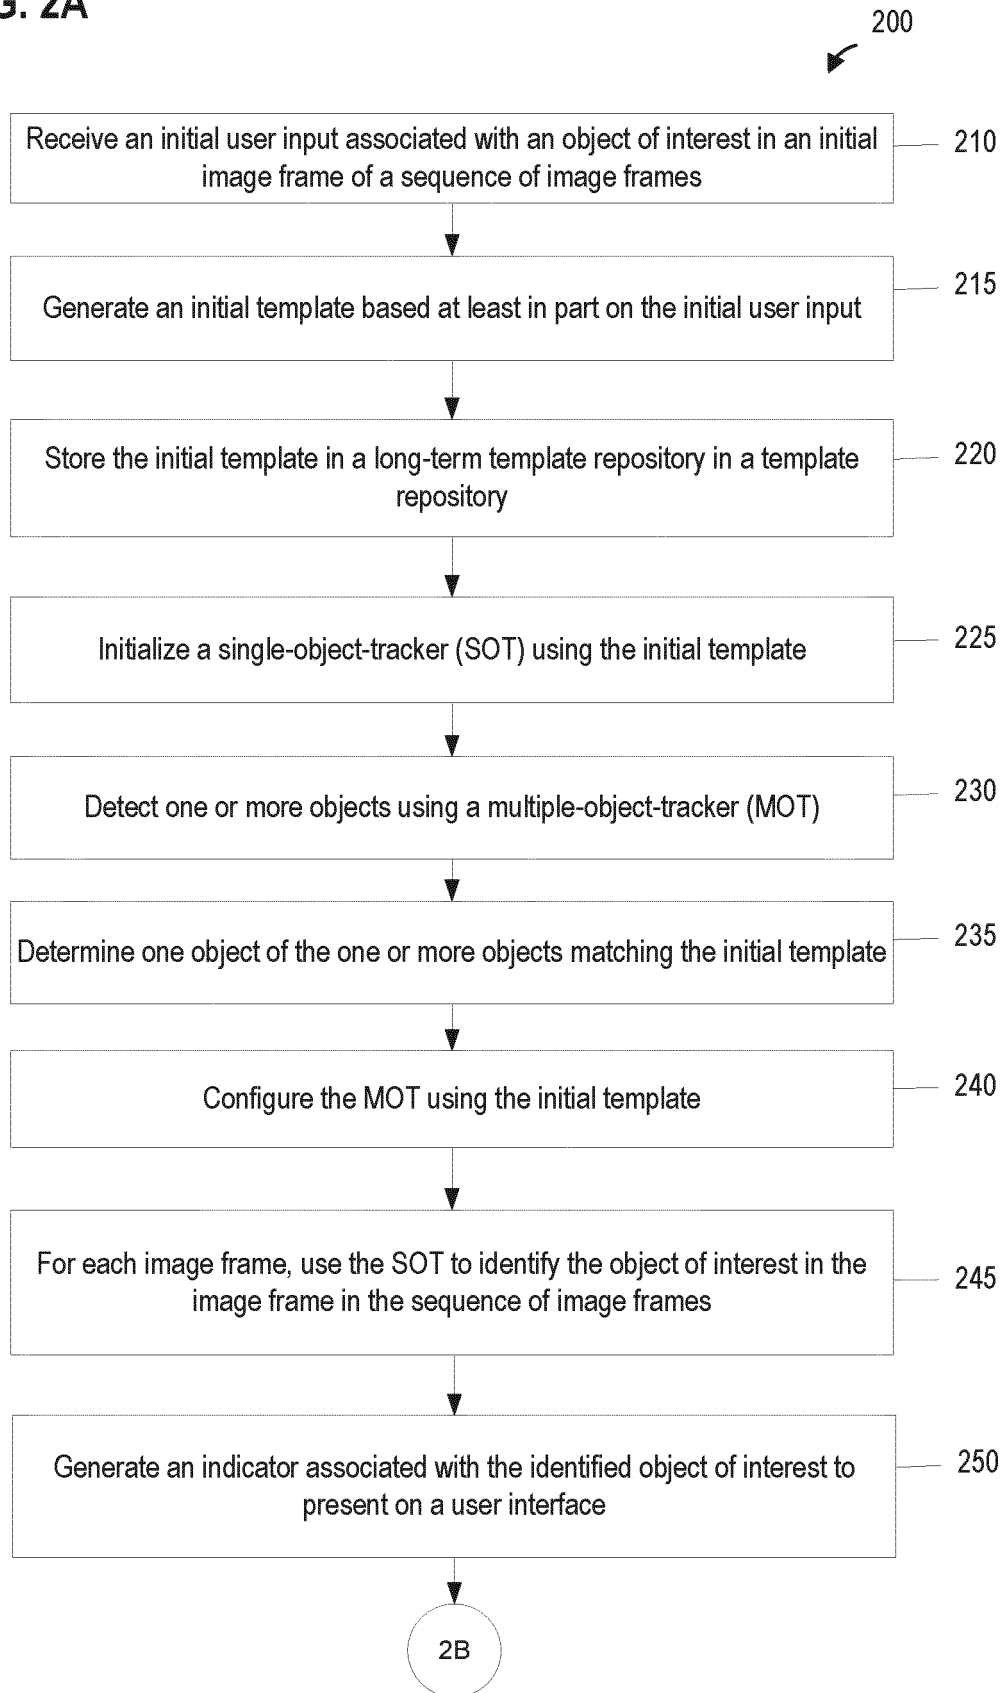 G. 2A
200
Receive an initial user input associated with an object of interest in an initial
image frame of a sequence of image frames
210
Generate an initial template based at least in part on the initial user input
215
Store the initial template in a long-term template repository in a template
repository
220
Initialize a single-object-tracker (SOT) using the initial template
225
Detect one or more objects using a multiple-object-tracker (MOT)
230
Determine one object of the one or more objects matching the initial template
235
Configure the MOT using the initial template
240
For each image frame, use the SOT to identify the object of interest in the
image frame in the sequence of image frames
245
Generate an indicator associated with the identified object of interest to
present on a user interface
250
2B